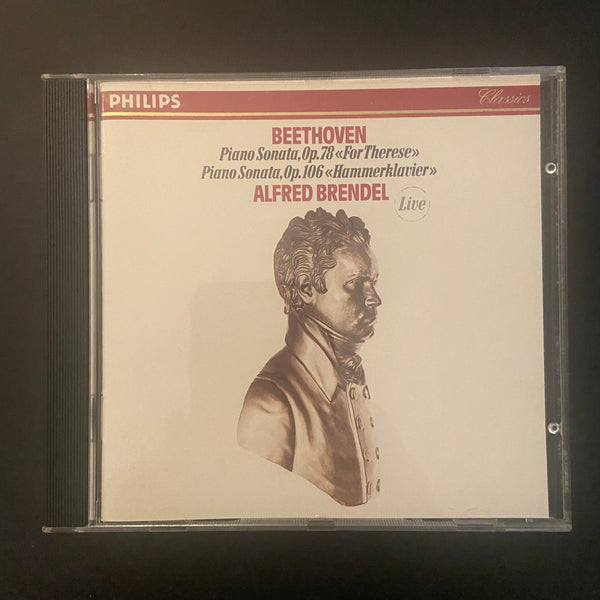 PHILIPS
Classics
BEETHOVEN
Piano Sonata, Op.78 «For Therese»
Piano Sonata, Op.106 «Hammerklavier»
ALFRED BRENDEL
Live